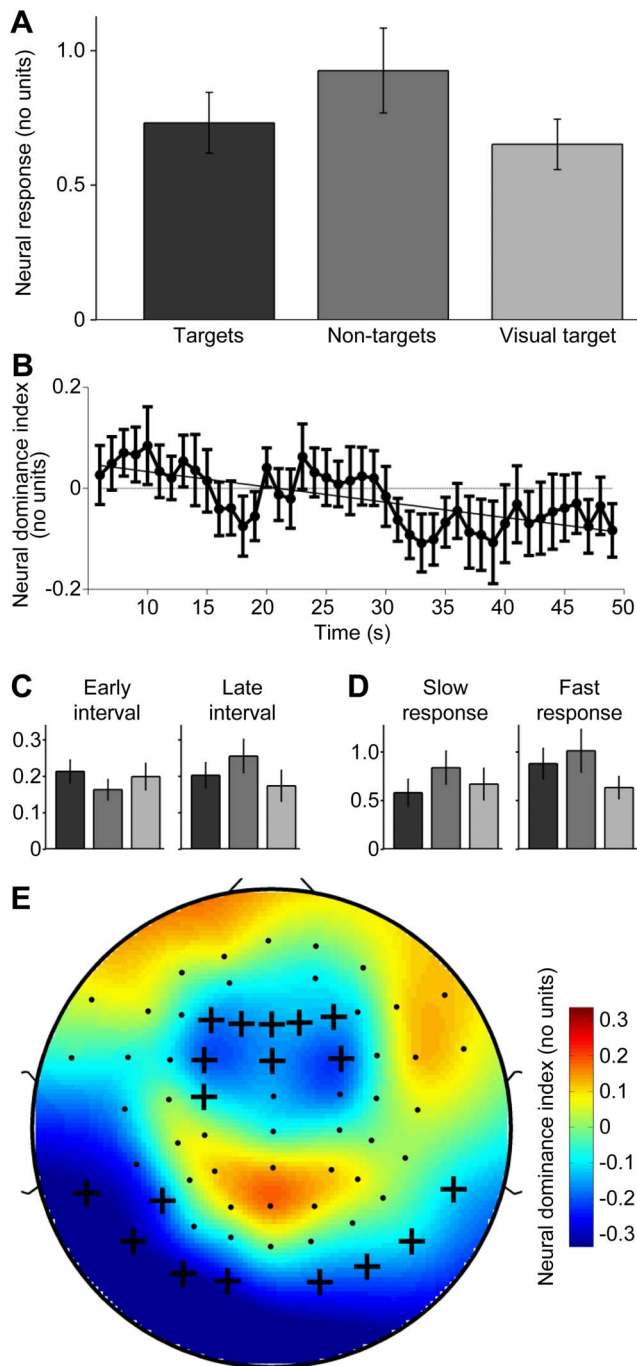 A
Neural response (no units)
1.0
0.5
0
Targets
Non-targets
Visual target
B
Neural dominance index
(no units)
0.2
0
-0.2
10
15
20
25
30
35
40
45
50
Time (s)
C
Early
interval
Late
interval
0.3
0.2
0.1
0
D
Slow
response
Fast
response
1.0
0.5
0
E
Neural dominance index (no units)
0.3
0.2
0.1
0
-0.1
-0.2
-0.3